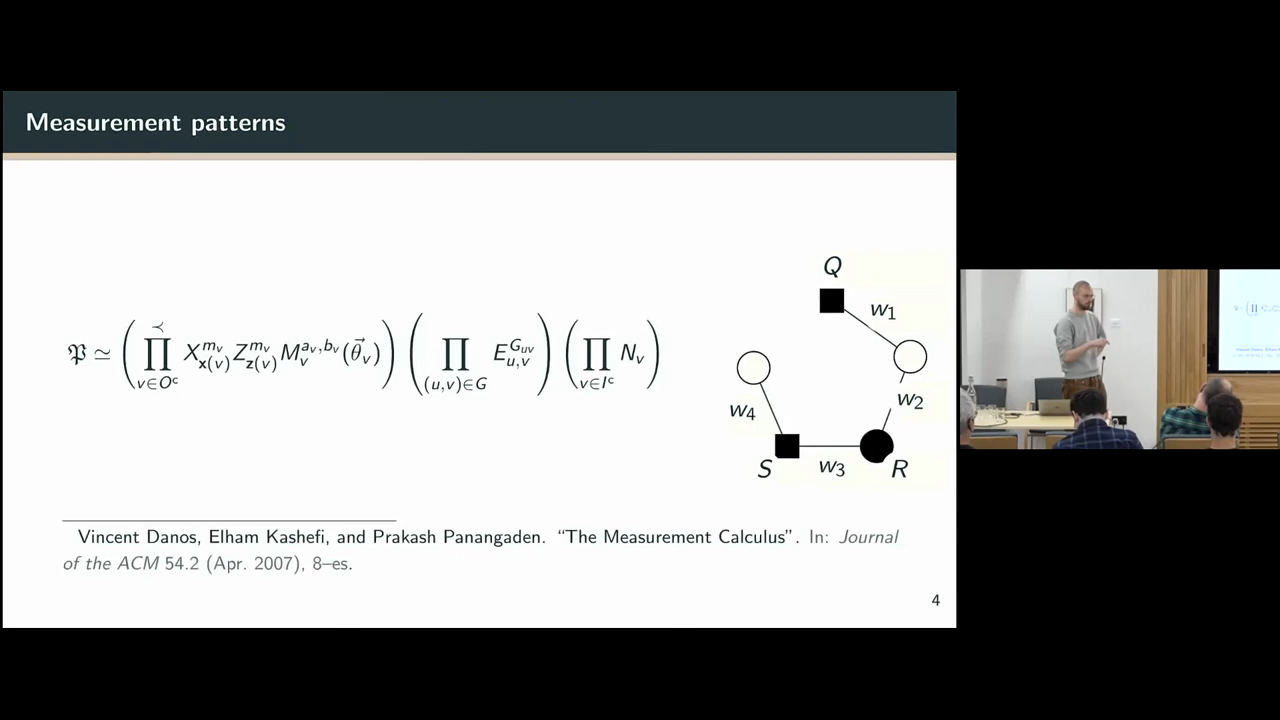 Measurement patterns
𝔓 ≃ ( ∏^≺_{v∈O^c} X^{m_v}_{x(v)} Z^{m_v}_{z(v)} M_v^{a_v,b_v}(θ⃗_v) ) ( ∏_{(u,v)∈G} E^{G_{uv}}_{u,v} ) ( ∏_{v∈I^c} N_v )
Q
w₁
w₂
w₄
S
w₃
R
Vincent Danos, Elham Kashefi, and Prakash Panangaden. “The Measurement Calculus”. In: Journal
of the ACM 54.2 (Apr. 2007), 8–es.
4